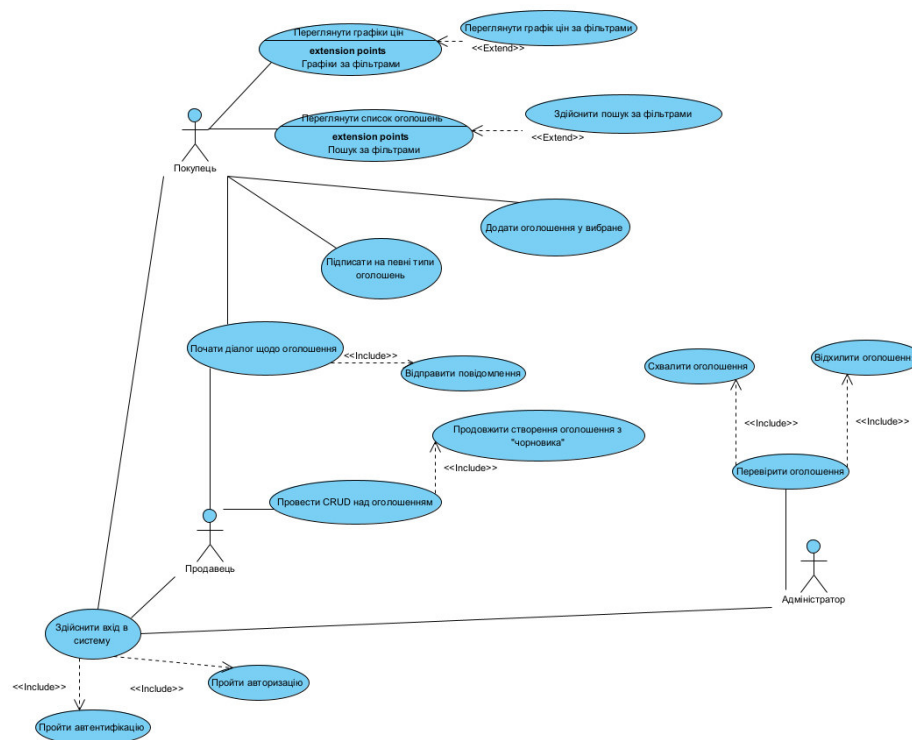 Переглянути графіки цін
extension points
Графіки за фільтрами
Переглянути графік цін за фільтрами
<<Extend>>
Переглянути список оголошень
extension points
Пошук за фільтрами
Здійснити пошук за фільтрами
<<Extend>>
Покупець
Додати оголошення у вибране
Підписати на певні типи
оголошень
Почати діалог щодо оголошення
<<Include>>
Відправити повідомлення
Схвалити оголошення
Відхилити оголошенн
<<Include>>
<<Include>>
Продовжити створення оголошення з
"чорновика"
<<Include>>
Перевірити оголошення
Провести CRUD над оголошенням
Продавець
Адміністратор
Здійснити вхід в
систему
<<Include>>
<<Include>>
Пройти авторизацію
Пройти автентифікацію